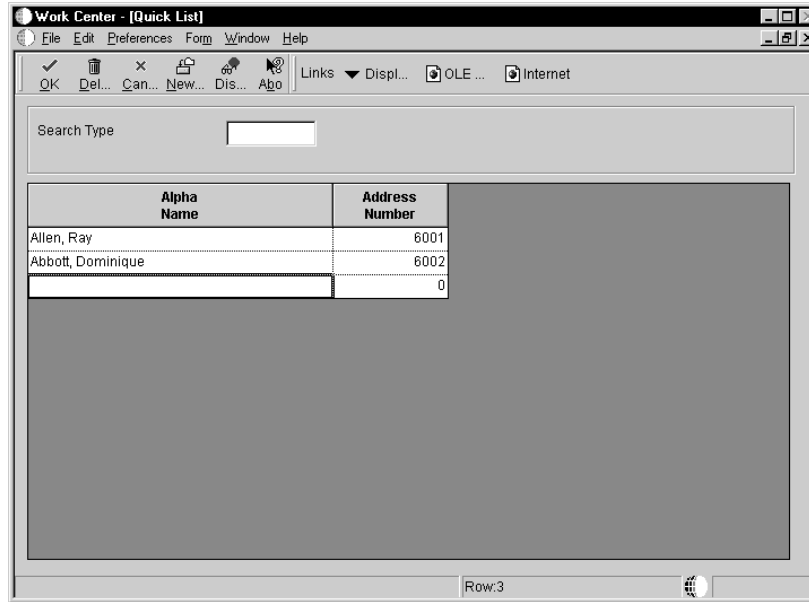 Work Center - [Quick List]
File Edit Preferences Form Window Help
OK Del... Can... New... Dis... Abo Links Displ... OLE ... Internet
Search Type
Alpha Name Address Number
Allen, Ray 6001
Abbott, Dominique 6002
0
Row:3